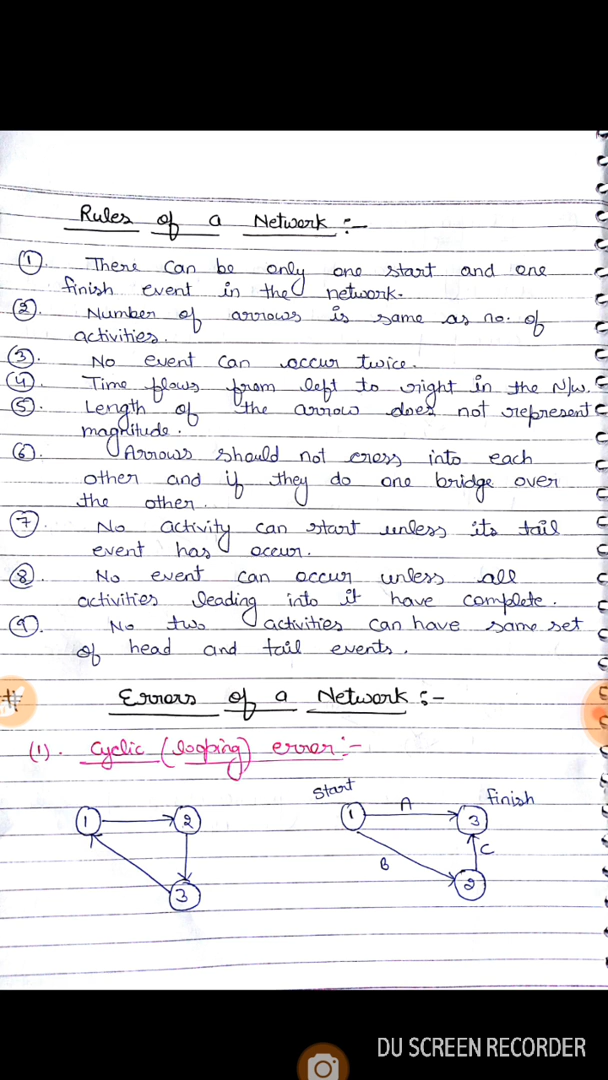 Rules of a Network :-
① There can be only one start and one
finish event in the network.
② Number of arrows is same as no. of
activities.
③. No event can occur twice.
④. Time flows from left to right in the N/w.
⑤. Length of the arrow does not represent
magnitude.
⑥. Arrows should not cross into each
other and if they do one bridge over
the other.
⑦. No activity can start unless its tail
event has occur.
⑧. No event can occur unless all
activities leading into it have complete.
⑨. No two activities can have same set
of head and tail events.
#. Errors of a Network :-
(1). Cyclic (looping) error :-
Start
1 A 3 finish
B C
2
1 2
3
DU SCREEN RECORDER